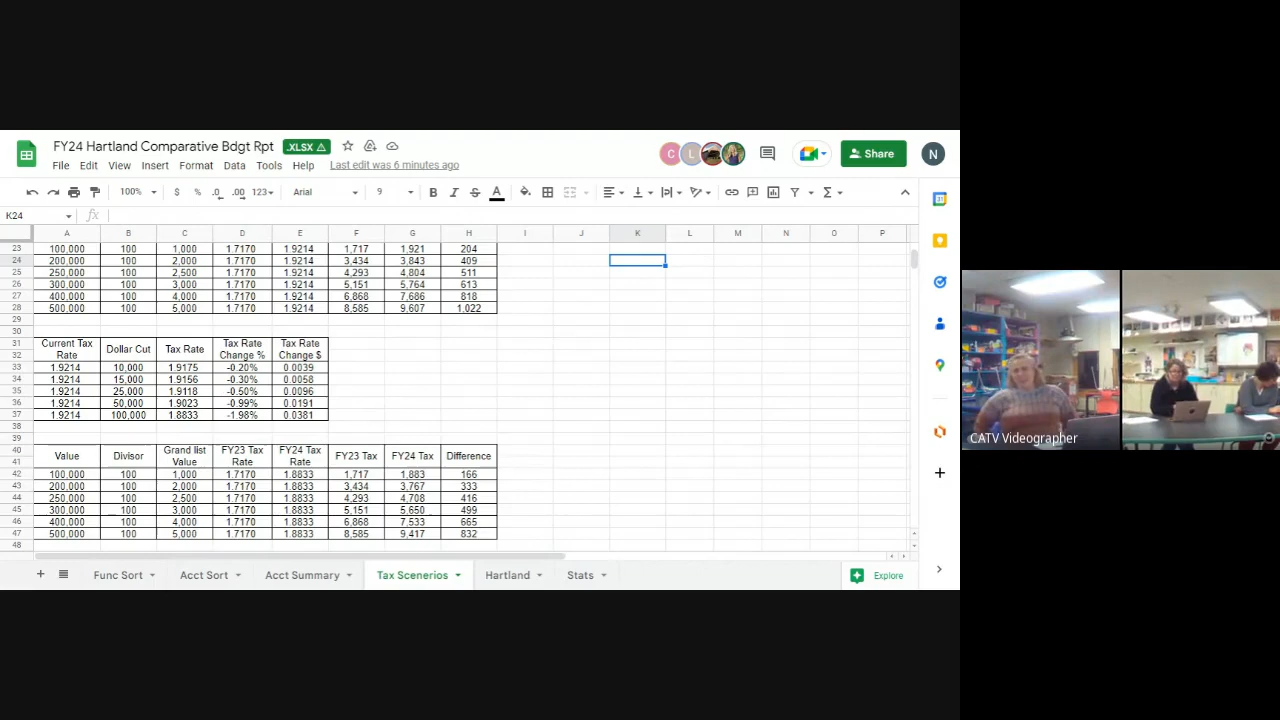 FY24 Hartland Comparative Bdgt Rpt .XLSX
File Edit View Insert Format Data Tools Help Last edit was 6 minutes ago
C L Share N
100% $ % .0 .00 123 Arial 9 B I S A
K24 fx
A B C D E F G H I J K L M N O P
23 100,000 100 1,000 1.7170 1.9214 1,717 1,921 204
24 200,000 100 2,000 1.7170 1.9214 3,434 3,843 409
25 250,000 100 2,500 1.7170 1.9214 4,293 4,804 511
26 300,000 100 3,000 1.7170 1.9214 5,151 5,764 613
27 400,000 100 4,000 1.7170 1.9214 6,868 7,686 818
28 500,000 100 5,000 1.7170 1.9214 8,585 9,607 1,022
29
30
31 Current Tax Tax Rate Tax Rate
Dollar Cut Tax Rate
32 Rate Change % Change $
33 1.9214 10,000 1.9175 -0.20% 0.0039
34 1.9214 15,000 1.9156 -0.30% 0.0058
35 1.9214 25,000 1.9118 -0.50% 0.0096
36 1.9214 50,000 1.9023 -0.99% 0.0191
37 1.9214 100,000 1.8833 -1.98% 0.0381
38
39
40 Grand list FY23 Tax FY24 Tax
Value Divisor FY23 Tax FY24 Tax Difference
41 Value Rate Rate
42 100,000 100 1,000 1.7170 1.8833 1,717 1,883 166
43 200,000 100 2,000 1.7170 1.8833 3,434 3,767 333
44 250,000 100 2,500 1.7170 1.8833 4,293 4,708 416
45 300,000 100 3,000 1.7170 1.8833 5,151 5,650 499
46 400,000 100 4,000 1.7170 1.8833 6,868 7,533 665
47 500,000 100 5,000 1.7170 1.8833 8,585 9,417 832
48
Func Sort Acct Sort Acct Summary Tax Scenerios Hartland Stats Explore
CATV Videographer